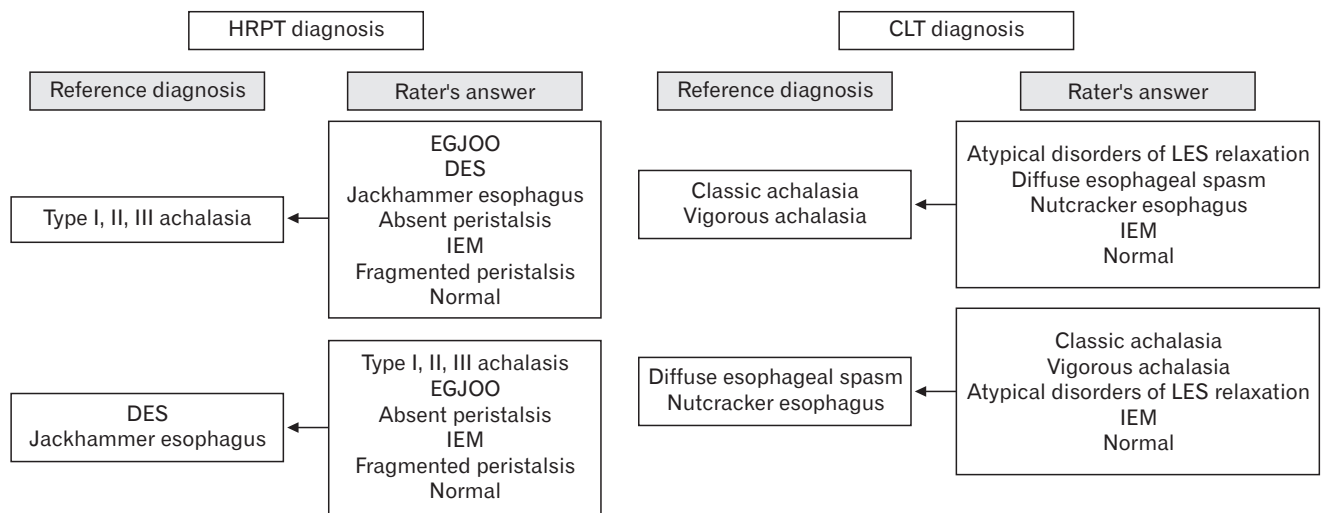 HRPT diagnosis
Reference diagnosis
Rater's answer
Type I, II, III achalasia
EGJOO
DES
Jackhammer esophagus
Absent peristalsis
IEM
Fragmented peristalsis
Normal
DES
Jackhammer esophagus
Type I, II, III achalasia
EGJOO
Absent peristalsis
IEM
Fragmented peristalsis
Normal
CLT diagnosis
Reference diagnosis
Rater's answer
Classic achalasia
Vigorous achalasia
Atypical disorders of LES relaxation
Diffuse esophageal spasm
Nutcracker esophagus
IEM
Normal
Diffuse esophageal spasm
Nutcracker esophagus
Classic achalasia
Vigorous achalasia
Atypical disorders of LES relaxation
IEM
Normal